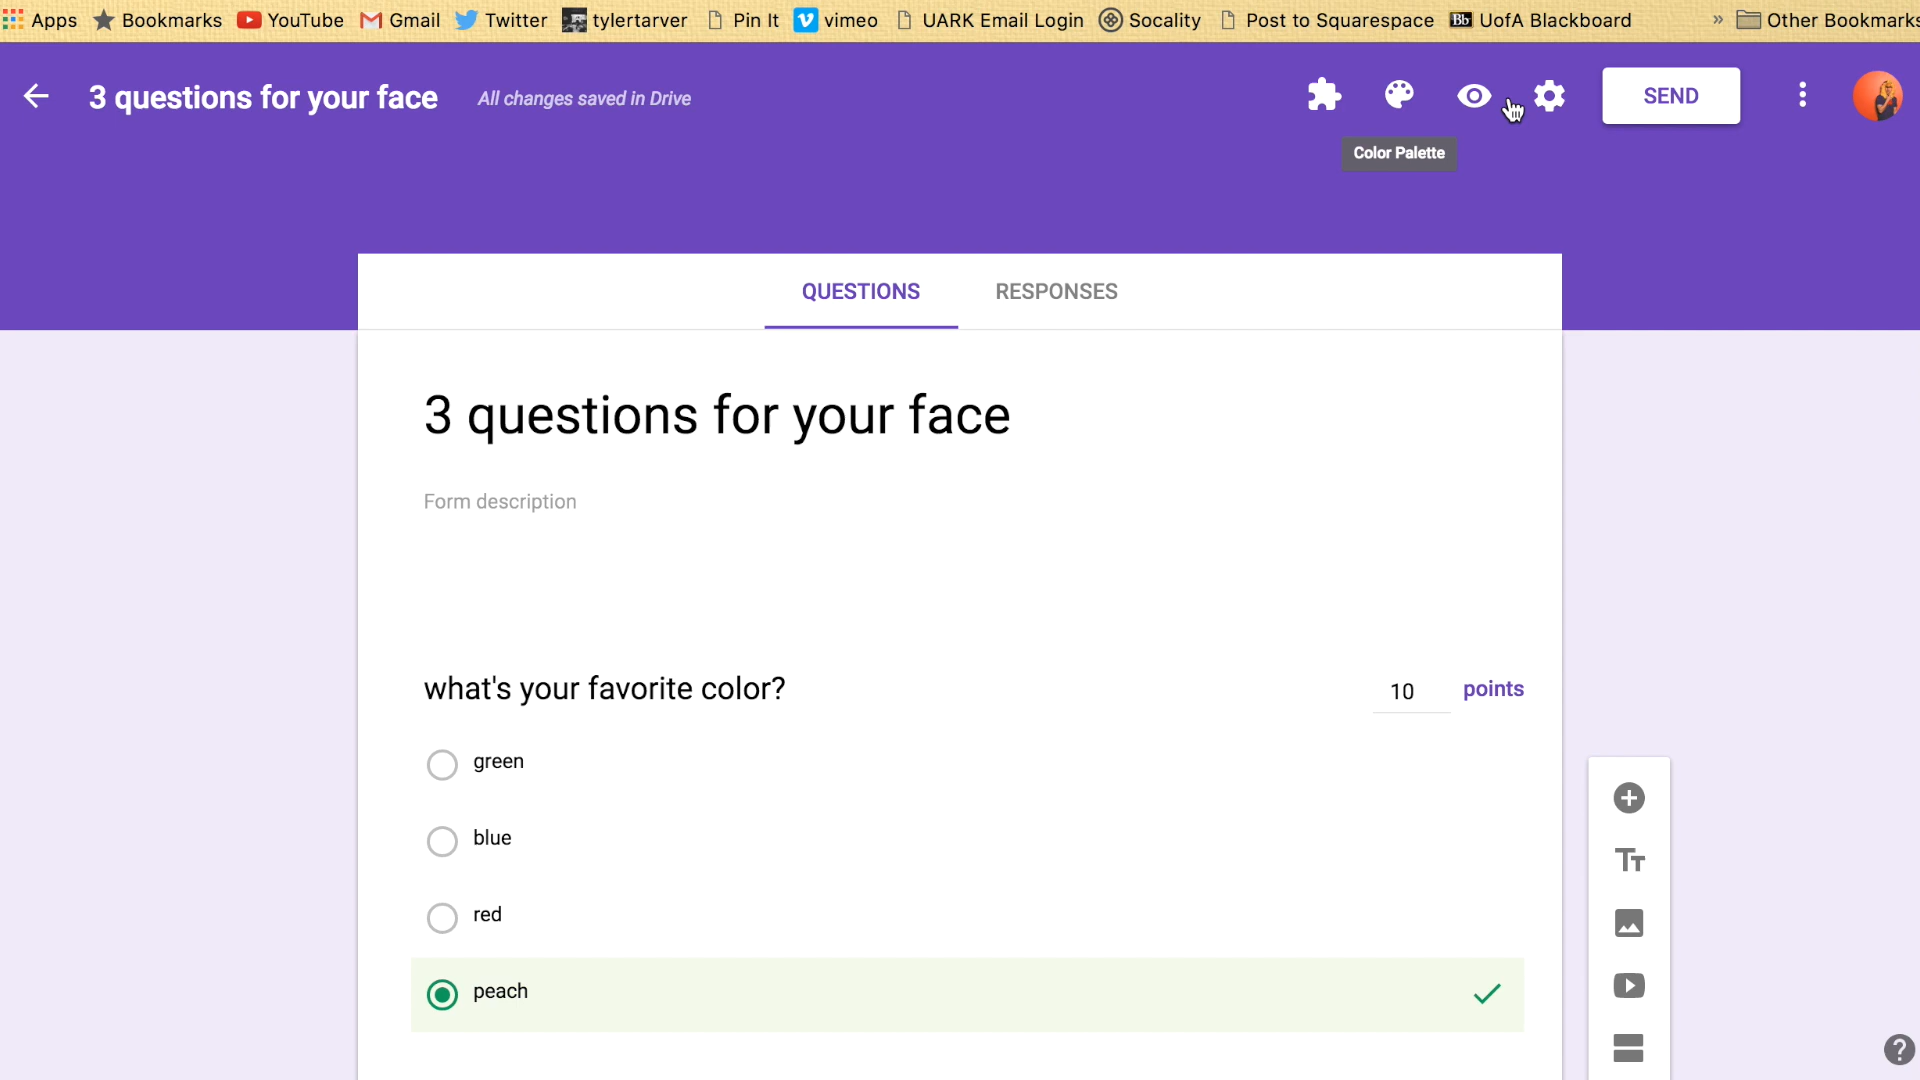 Apps Bookmarks YouTube Gmail Twitter tylertarver Pin It vimeo UARK Email Login Socality Post to Squarespace Bb UofA Blackboard » Other Bookmarks
3 questions for your face All changes saved in Drive SEND
Color Palette
QUESTIONS RESPONSES
3 questions for your face
Form description
what's your favorite color? 10 points
green
blue
red
peach
Tт